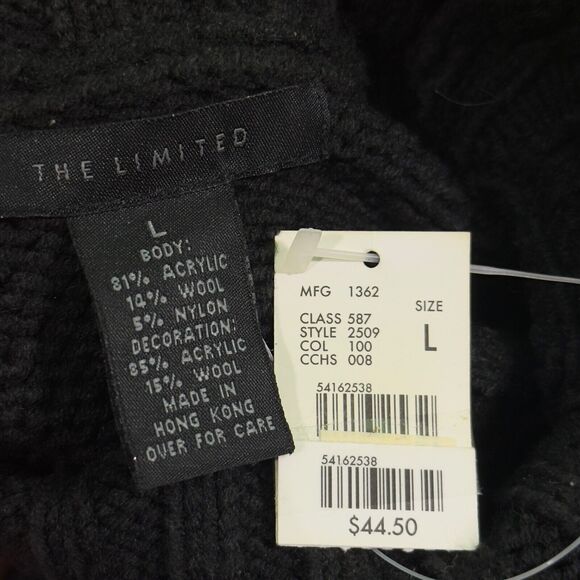 THE LIMITED
L
BODY:
81% ACRYLIC
14% WOOL
5% NYLON
DECORATION:
85% ACRYLIC
15% WOOL
MADE IN
HONG KONG
OVER FOR CARE
MFG 1362
SIZE
L
CLASS 587
STYLE 2509
COL 100
CCHS 008
54162538
54162538
$44.50